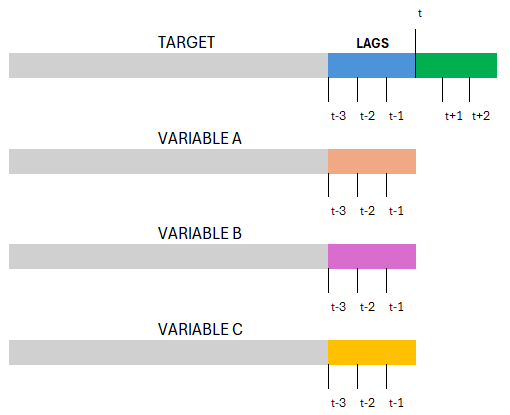 t
TARGET LAGS
t-3 t-2 t-1 t+1 t+2
VARIABLE A
t-3 t-2 t-1
VARIABLE B
t-3 t-2 t-1
VARIABLE C
t-3 t-2 t-1